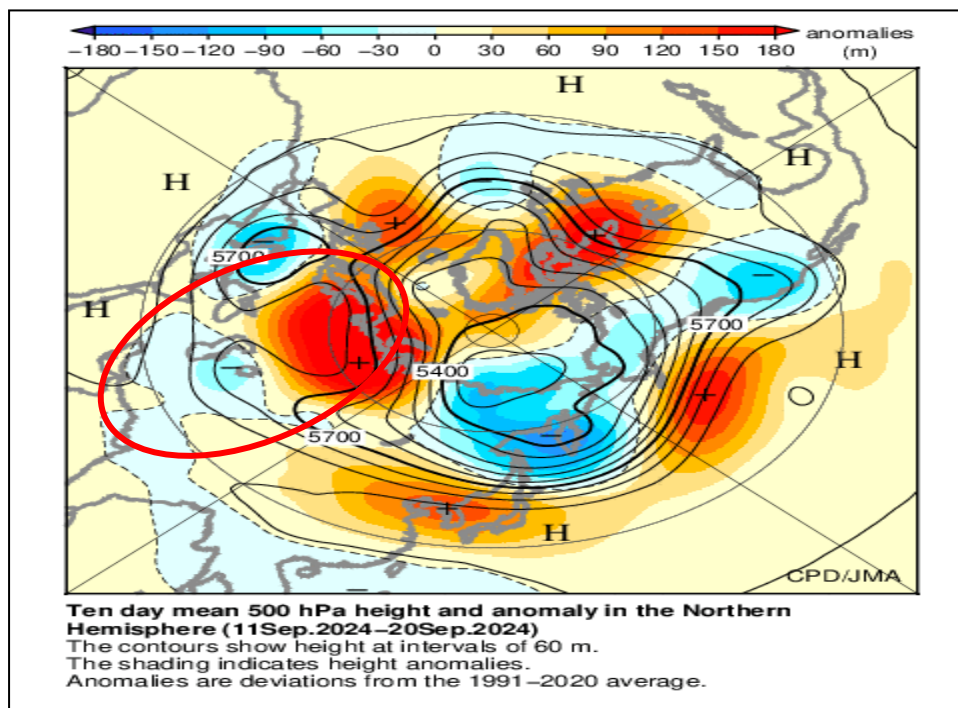 −180 −150 −120 −90 −60 −30 0 30 60 90 120 150 180 anomalies
(m)
H
H
H
5700
H
5700
5400
H
5700
H
CPD/JMA
Ten day mean 500 hPa height and anomaly in the Northern
Hemisphere (11Sep.2024−20Sep.2024)
The contours show height at intervals of 60 m.
The shading indicates height anomalies.
Anomalies are deviations from the 1991−2020 average.